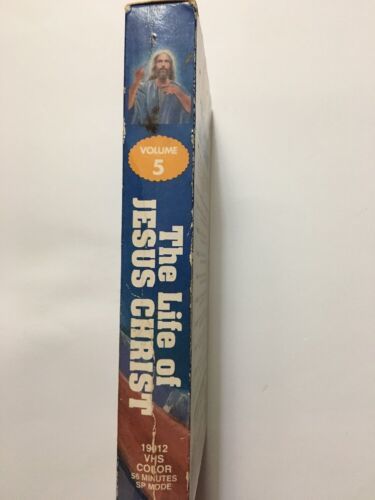 VOLUME
5
The Life of
JESUS CHRIST
19012
VHS
COLOR
56 MINUTES
SP MODE